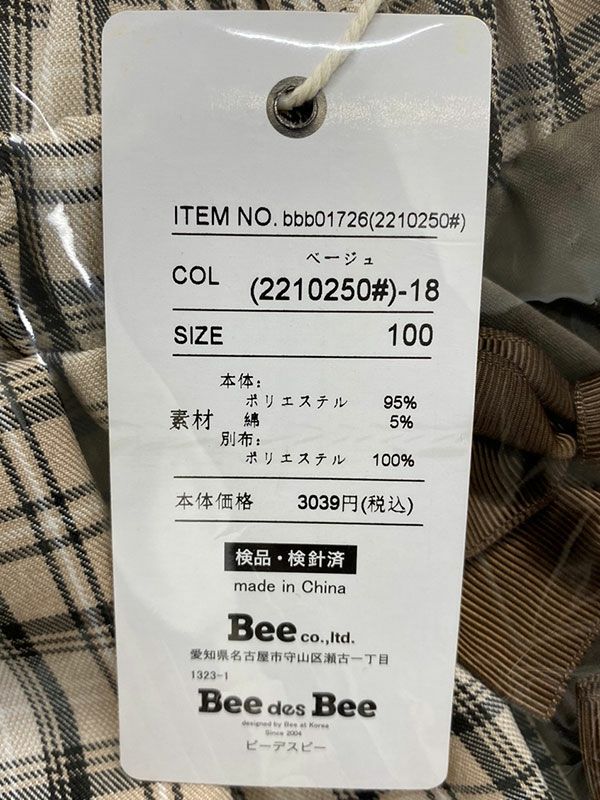 ITEM NO. bbb01726(2210250#)
ベージュ
COL (2210250#)-18
SIZE 100
本体:
ポリエステル 95%
素材 綿 5%
別布:
ポリエステル 100%
本体価格 3039円(税込)
検品・検針済
made in China
Bee co.,ltd.
愛知県名古屋市守山区瀬古一丁目
1323-1
Bee des Bee
designed by Bee at Korea
Since 2004
ビーデスビー